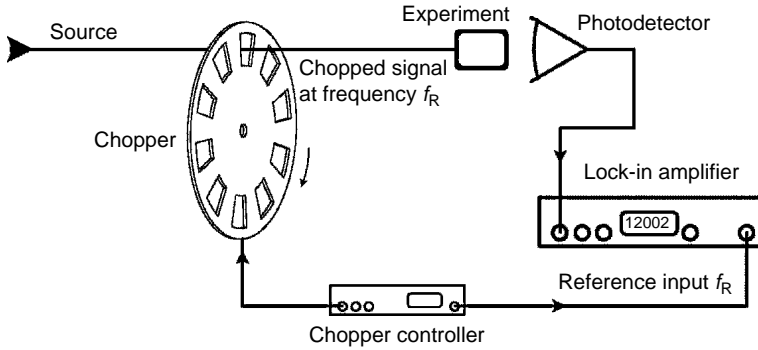 Experiment
Photodetector
Source
Chopped signal
at frequency fR
Chopper
Lock-in amplifier
12002
Reference input fR
Chopper controller